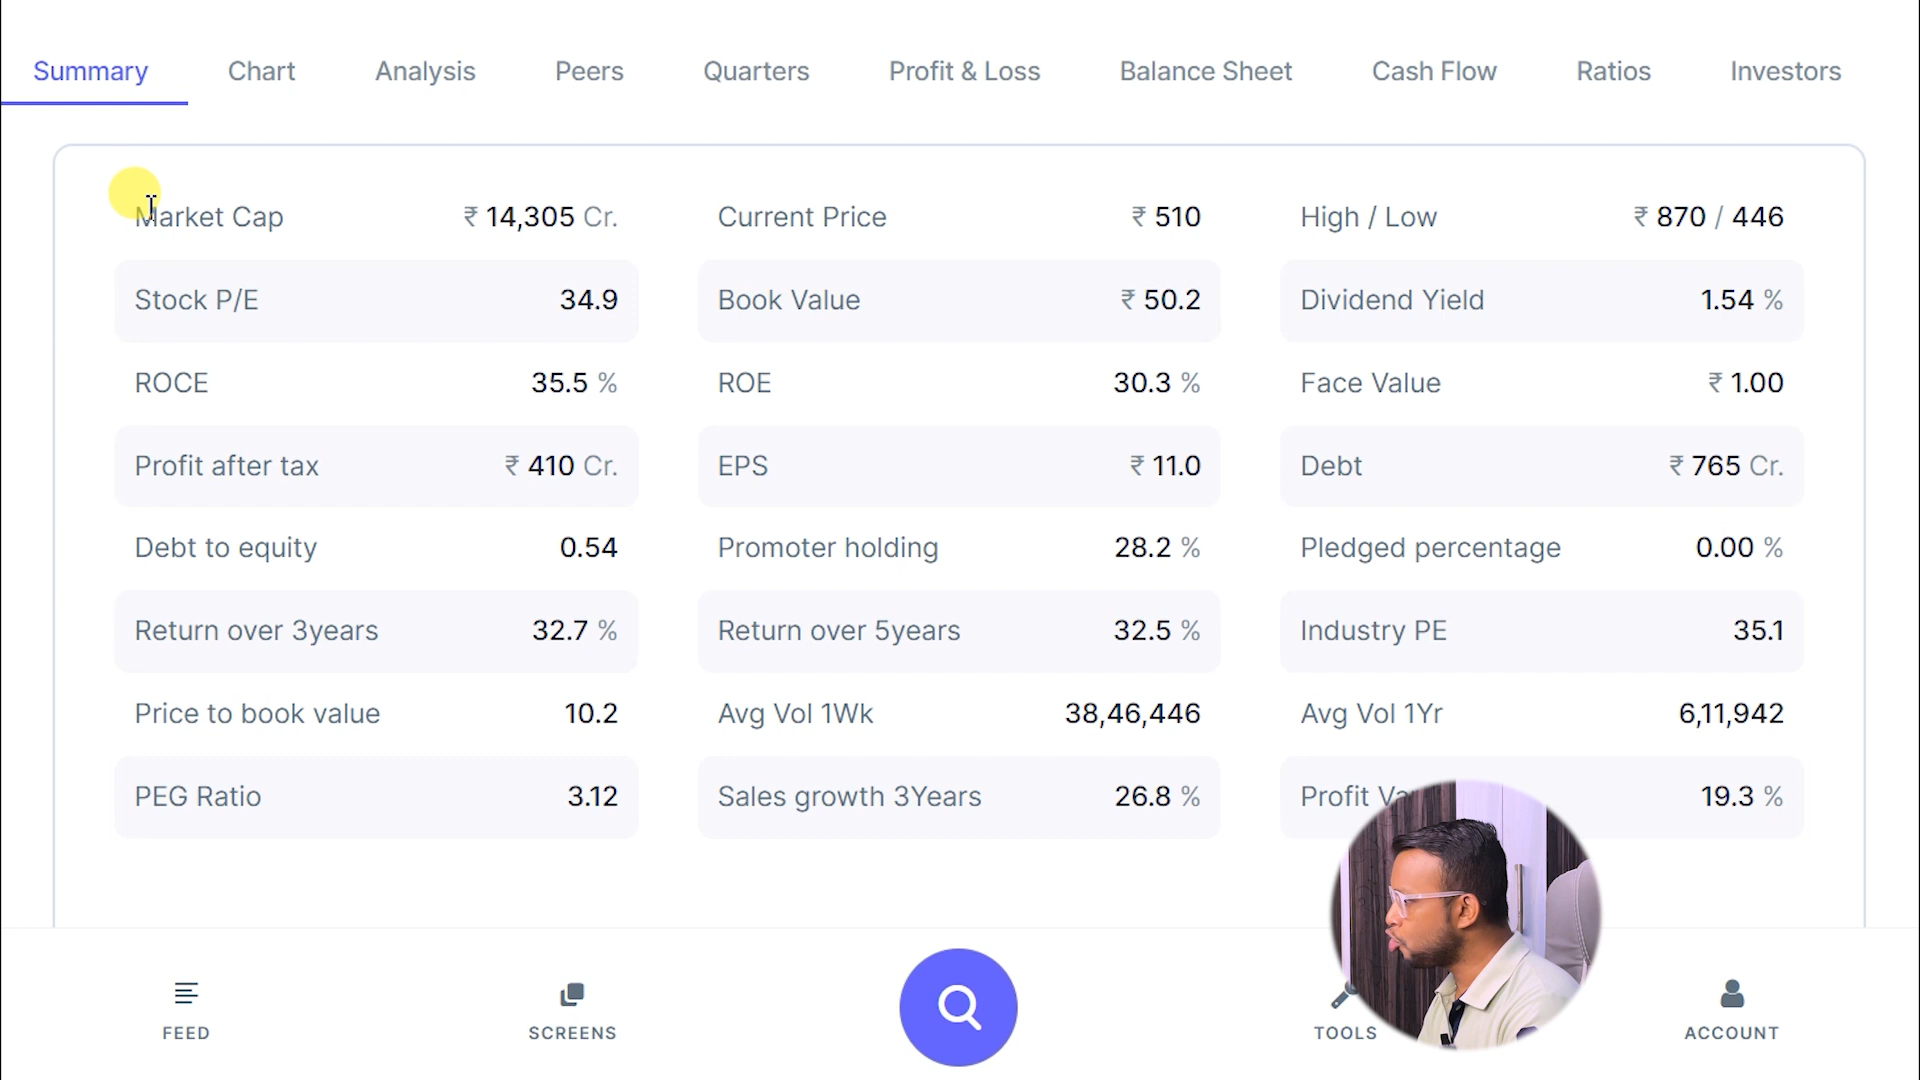 Summary Chart Analysis Peers Quarters Profit & Loss Balance Sheet Cash Flow Ratios Investors
Market Cap ₹ 14,305 Cr. Current Price ₹ 510 High / Low ₹ 870 / 446
Stock P/E 34.9 Book Value ₹ 50.2 Dividend Yield 1.54 %
ROCE 35.5 % ROE 30.3 % Face Value ₹ 1.00
Profit after tax ₹ 410 Cr. EPS ₹ 11.0 Debt ₹ 765 Cr.
Debt to equity 0.54 Promoter holding 28.2 % Pledged percentage 0.00 %
Return over 3years 32.7 % Return over 5years 32.5 % Industry PE 35.1
Price to book value 10.2 Avg Vol 1Wk 38,46,446 Avg Vol 1Yr 6,11,942
PEG Ratio 3.12 Sales growth 3Years 26.8 % Profit 19.3 %
FEED SCREENS TOOLS ACCOUNT